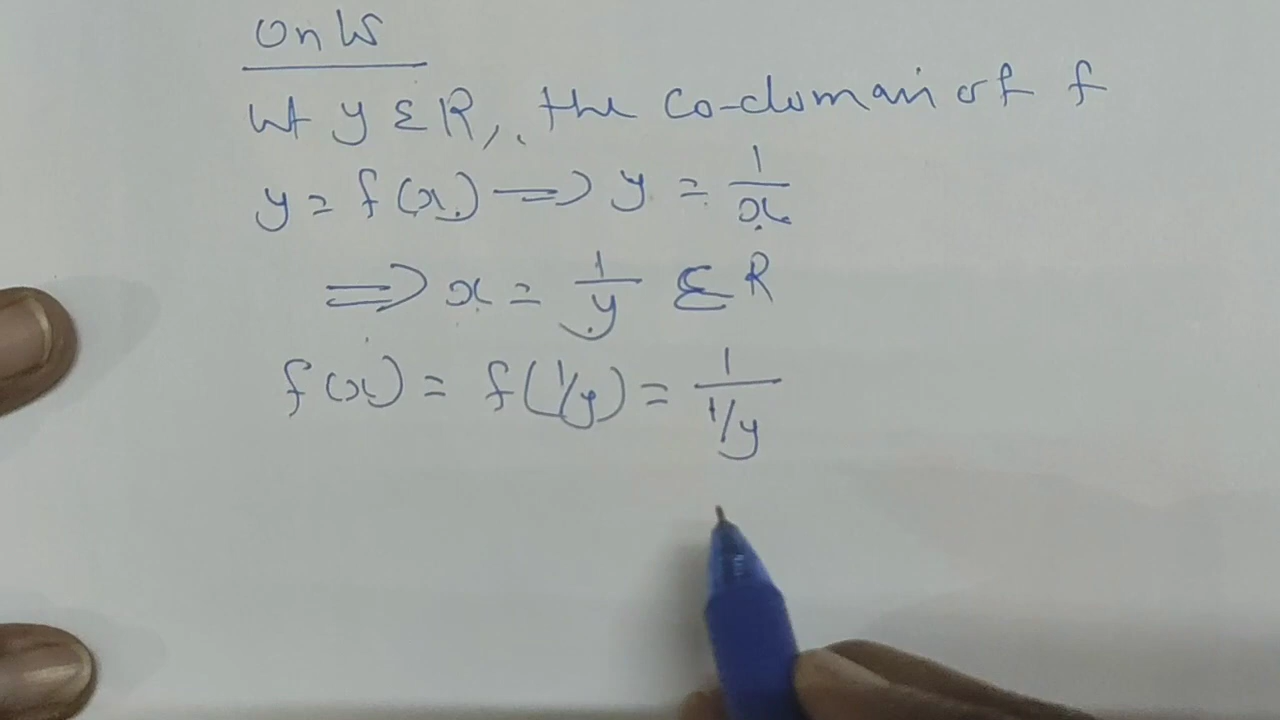 Onto
Let y ∈ R, the co-domain of f
y = f(x) ⟹ y = 1/x
⟹ x = 1/y ∈ R
f(x) = f(1/y) = 1/(1/y)